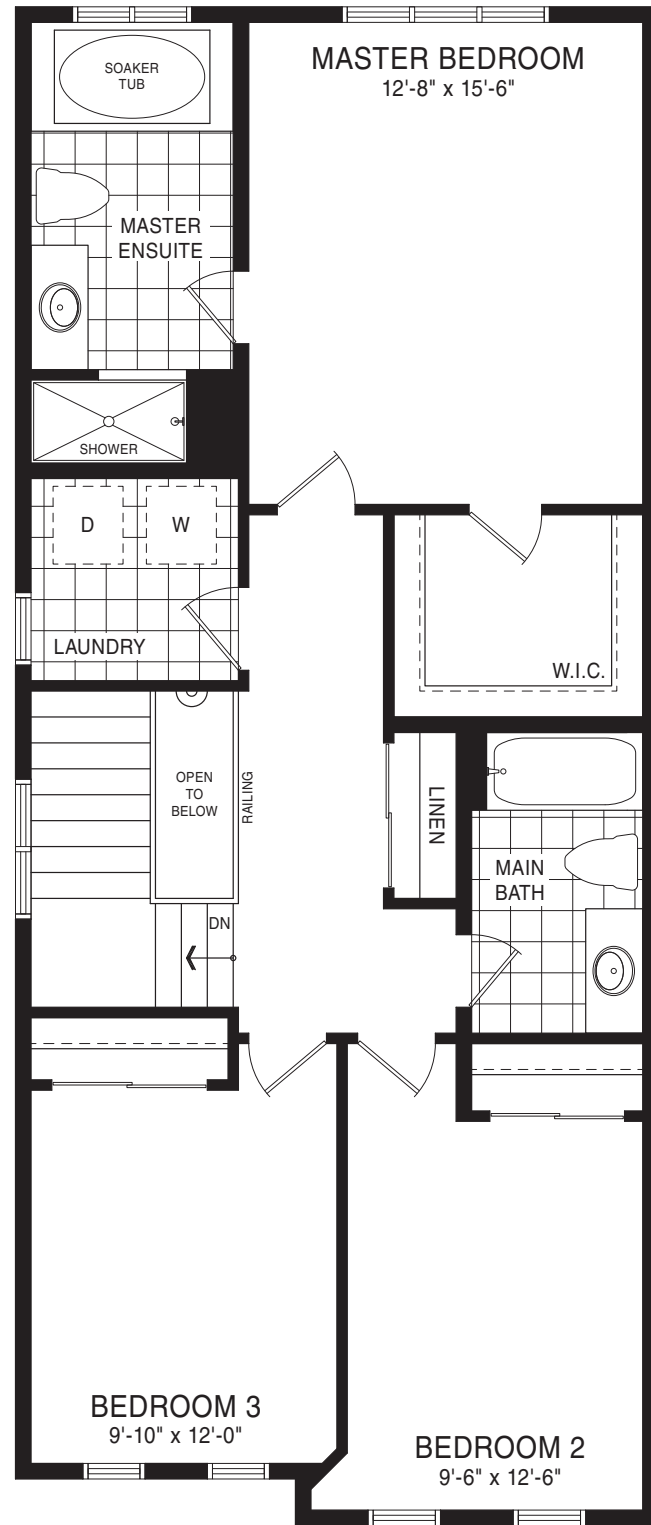 SOAKER
TUB
MASTER BEDROOM
12'-8" x 15'-6"
MASTER
ENSUITE
SHOWER
D
W
LAUNDRY
W.I.C.
OPEN
TO
BELOW
RAILING
LINEN
MAIN
BATH
DN
BEDROOM 3
9'-10" x 12'-0"
BEDROOM 2
9'-6" x 12'-6"